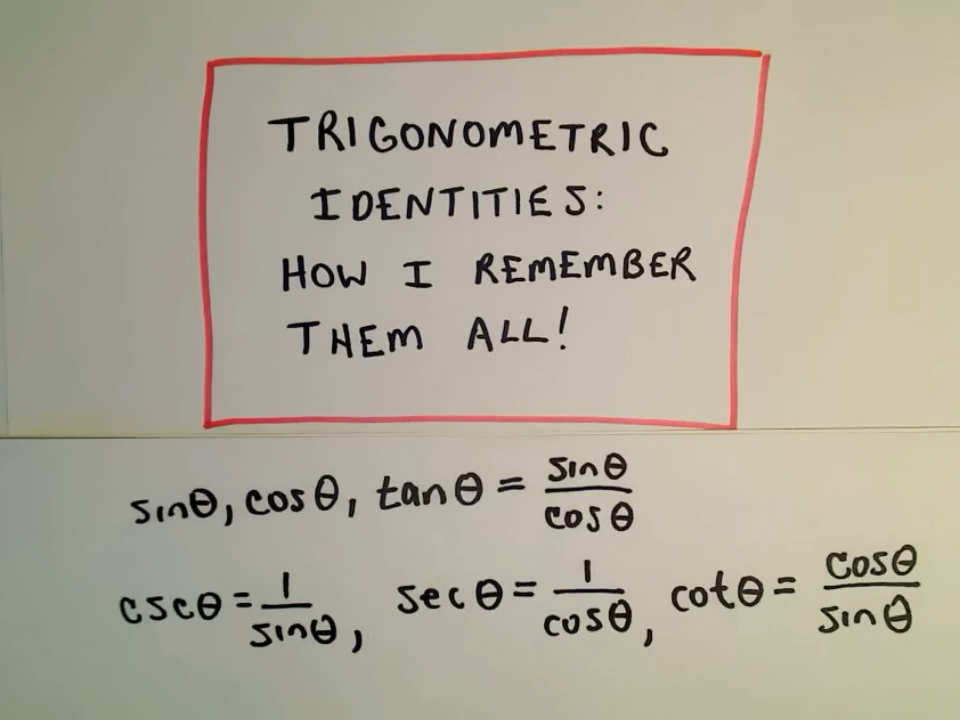 TRIGONOMETRIC
IDENTITIES:
HOW I REMEMBER
THEM ALL!
sinθ, cosθ, tanθ = sinθ/cosθ
cscθ = 1/sinθ, secθ = 1/cosθ, cotθ = cosθ/sinθ